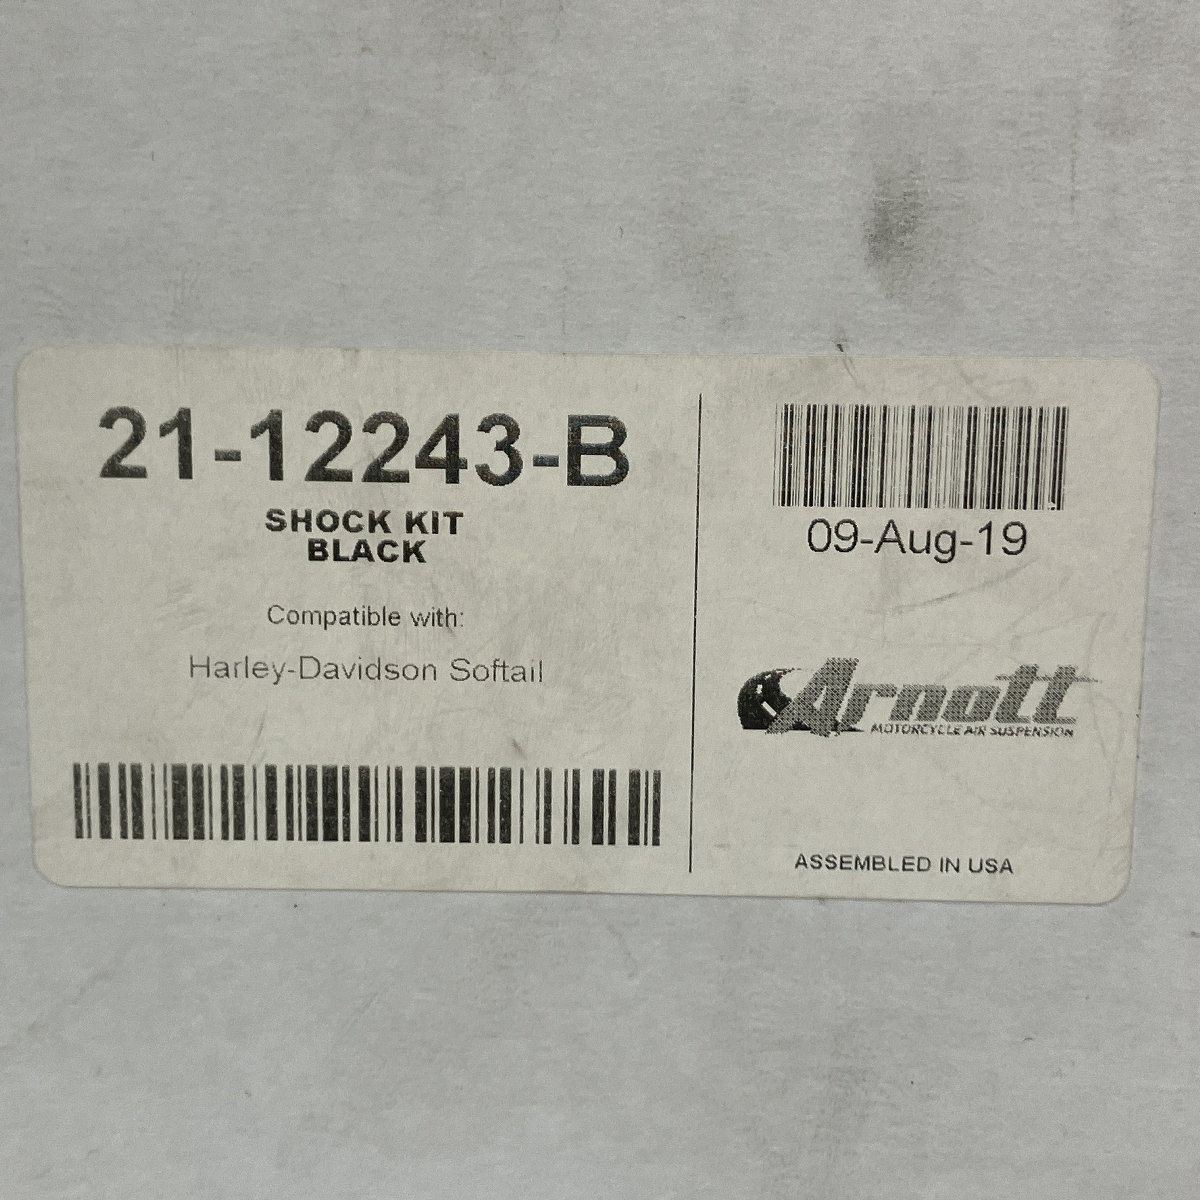 21-12243-B
SHOCK KIT
BLACK
Compatible with:
Harley-Davidson Softail
09-Aug-19
Arnott
MOTORCYCLE AIR SUSPENSION
ASSEMBLED IN USA